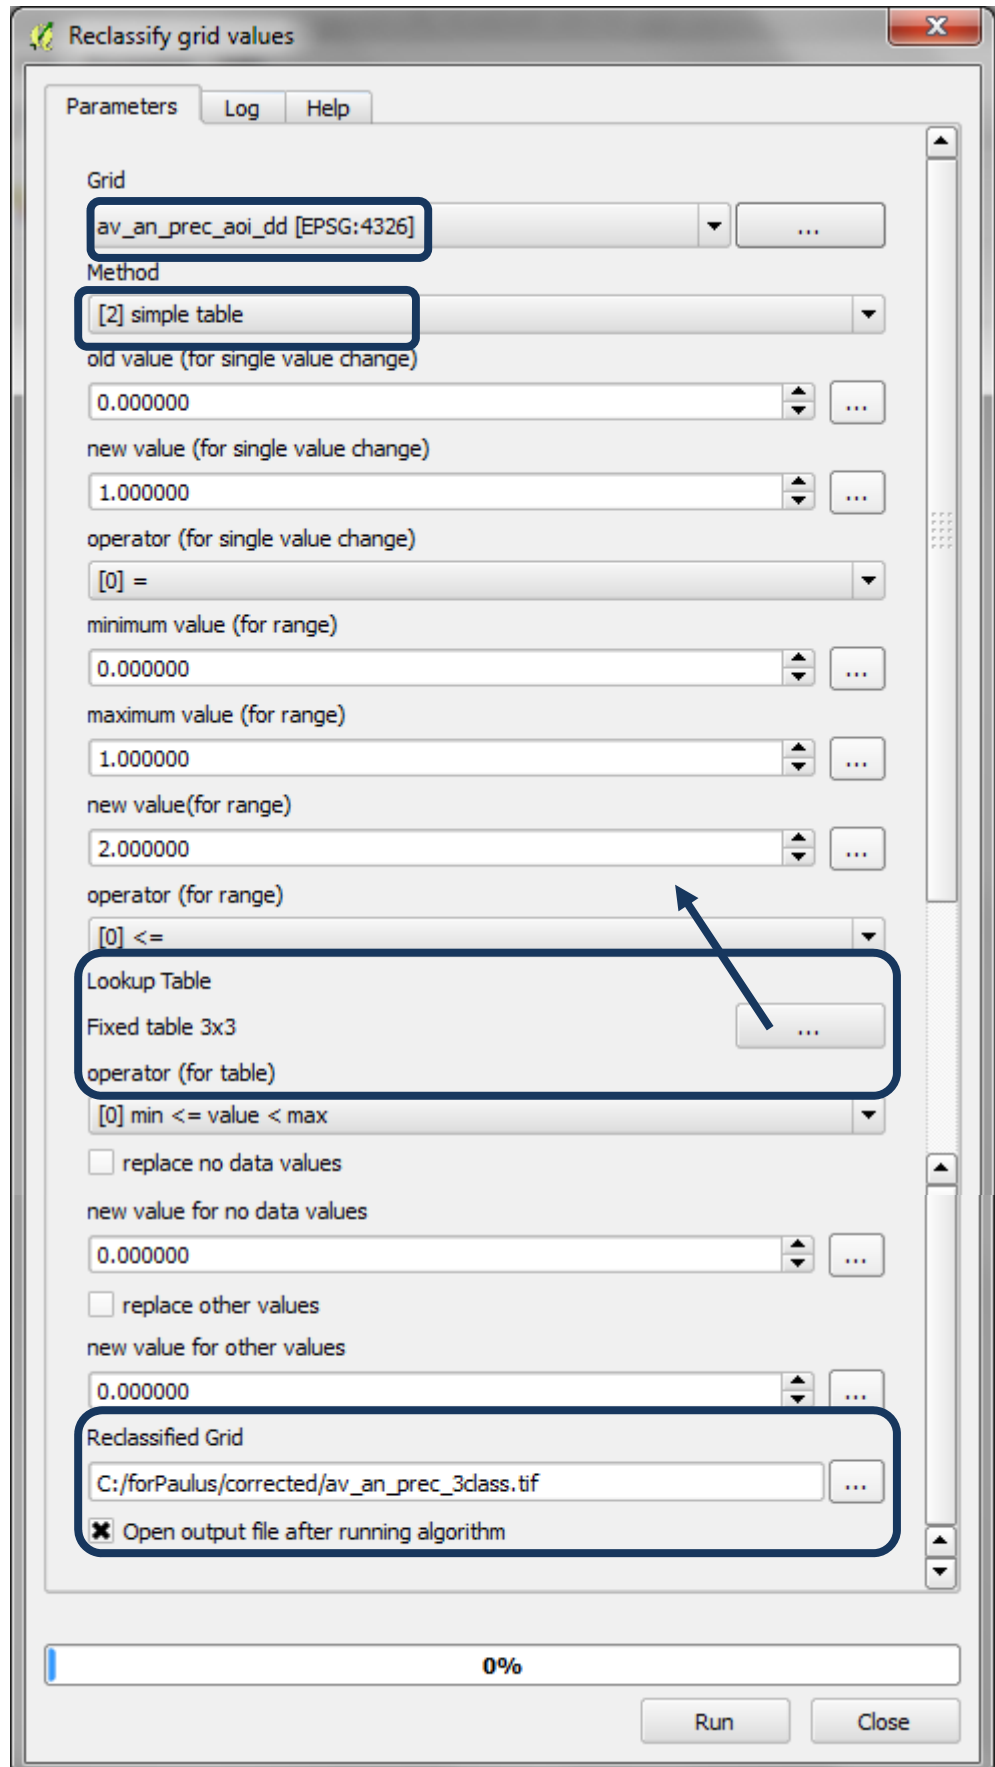 Reclassify grid values
Parameters Log Help
Grid
av_an_prec_aoi_dd [EPSG:4326] ...
Method
[2] simple table
old value (for single value change)
0.000000 ...
new value (for single value change)
1.000000 ...
operator (for single value change)
[0] =
minimum value (for range)
0.000000 ...
maximum value (for range)
1.000000 ...
new value(for range)
2.000000 ...
operator (for range)
[0] <=
Lookup Table
Fixed table 3x3 ...
operator (for table)
[0] min <= value < max
replace no data values
new value for no data values
0.000000 ...
replace other values
new value for other values
0.000000 ...
Reclassified Grid
C:/forPaulus/corrected/av_an_prec_3class.tif ...
Open output file after running algorithm
0%
Run Close